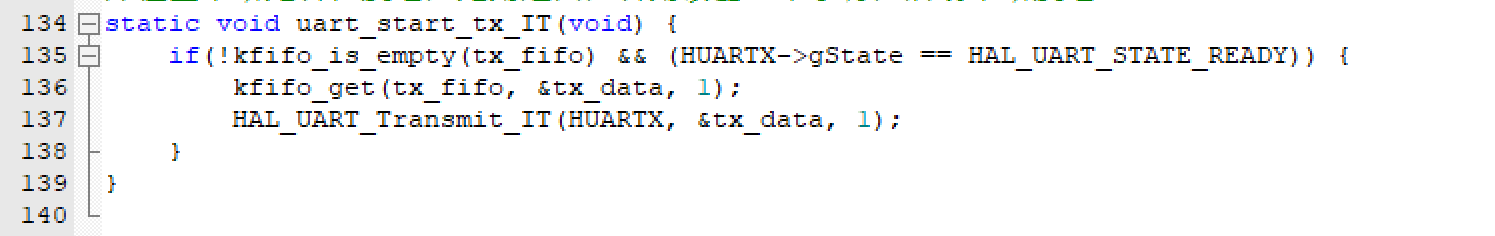 134 static void uart_start_tx_IT(void) {
135     if(!kfifo_is_empty(tx_fifo) && (HUARTX->gState == HAL_UART_STATE_READY)) {
136         kfifo_get(tx_fifo, &tx_data, 1);
137         HAL_UART_Transmit_IT(HUARTX, &tx_data, 1);
138     }
139 }
140